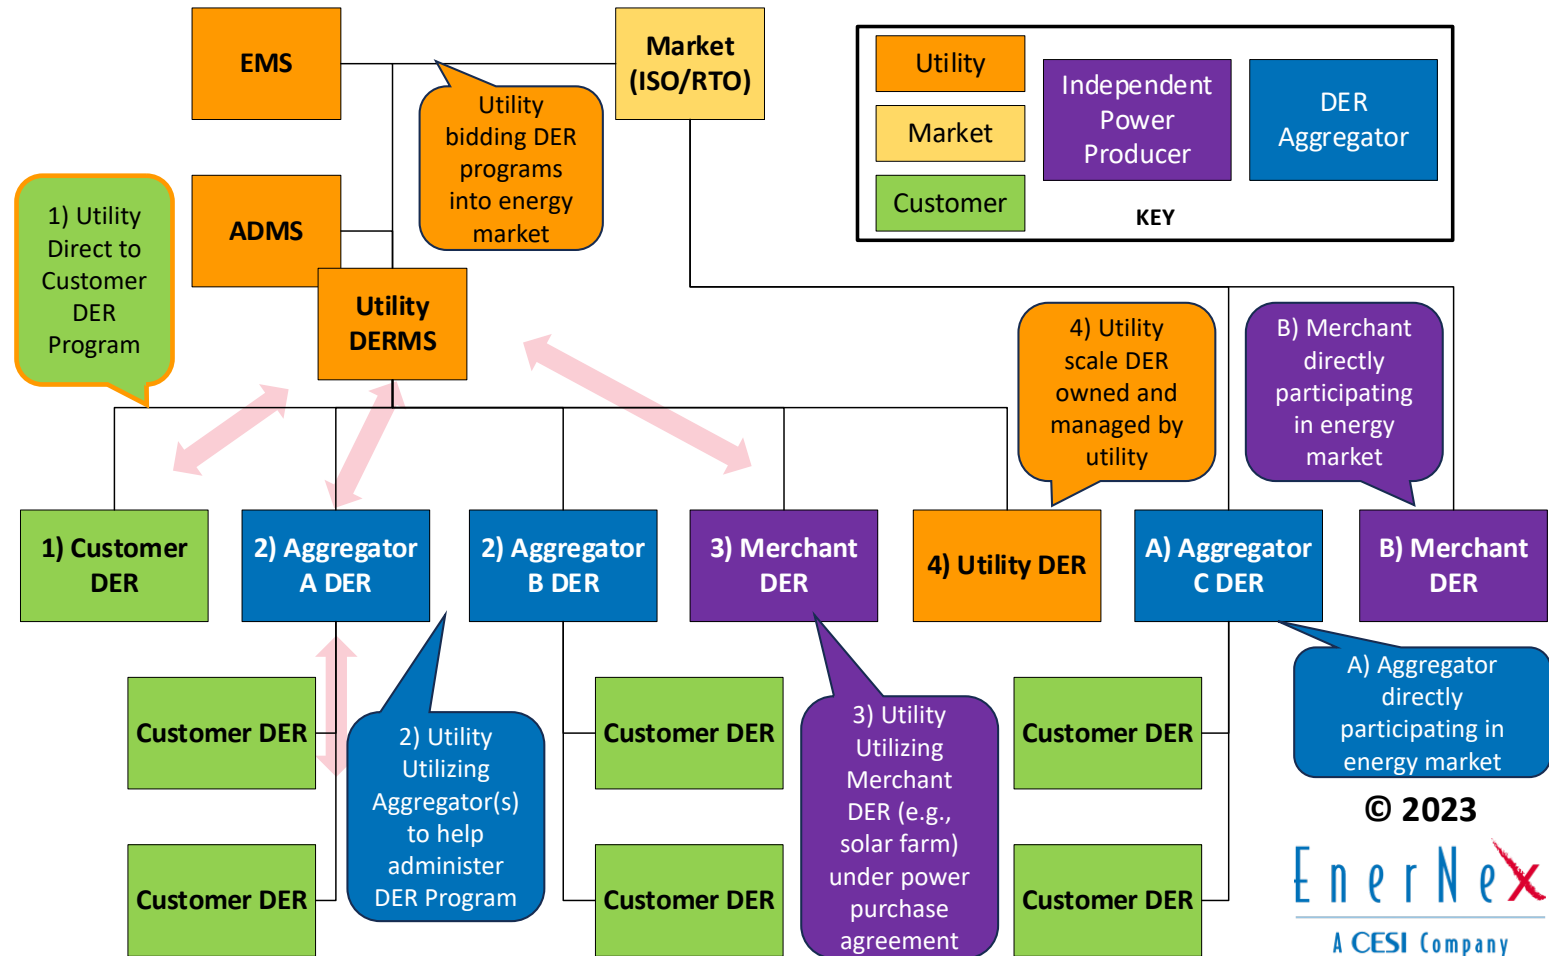 EMS
Market
(ISO/RTO)
Utility
bidding DER
programs
into energy
market
Utility
Market
Customer
Independent
Power
Producer
DER
Aggregator
KEY
1) Utility
Direct to
Customer
DER
Program
ADMS
Utility
DERMS
4) Utility
scale DER
owned and
managed by
utility
B) Merchant
directly
participating
in energy
market
1) Customer
DER
2) Aggregator
A DER
2) Aggregator
B DER
3) Merchant
DER
4) Utility DER
A) Aggregator
C DER
B) Merchant
DER
Customer DER
2) Utility
Utilizing
Aggregator(s)
to help
administer
DER Program
Customer DER
3) Utility
Utilizing
Merchant
DER (e.g.,
solar farm)
under power
purchase
agreement
Customer DER
A) Aggregator
directly
participating in
energy market
Customer DER
Customer DER
Customer DER
© 2023
EnerNex
A CESI Company